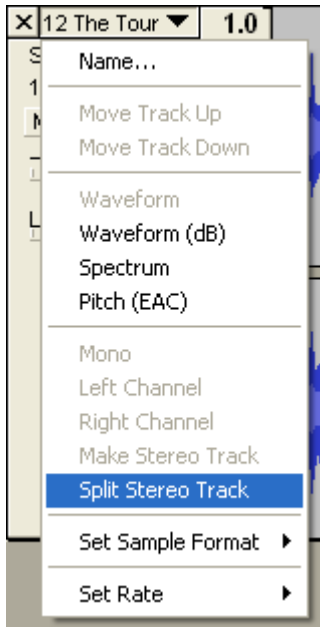 12 The Tour
1.0
S
1
L
Name...
Move Track Up
Move Track Down
Waveform
Waveform (dB)
Spectrum
Pitch (EAC)
Mono
Left Channel
Right Channel
Make Stereo Track
Split Stereo Track
Set Sample Format
Set Rate